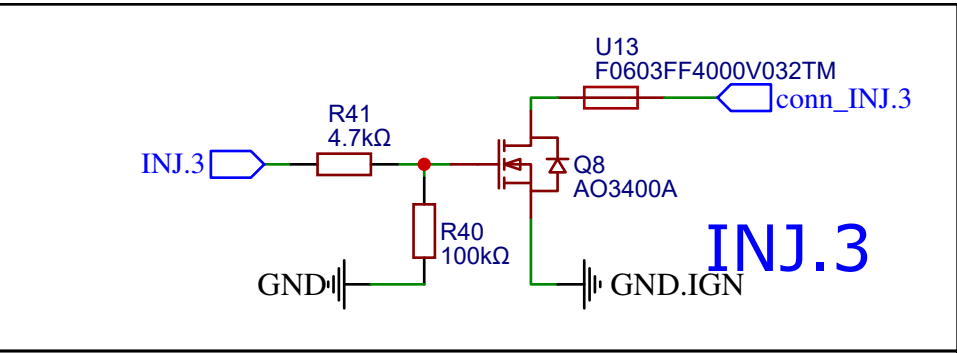 U13
F0603FF4000V032TM
conn_INJ.3
R41
4.7kΩ
INJ.3
Q8
AO3400A
R40
100kΩ
INJ.3
GND
GND.IGN